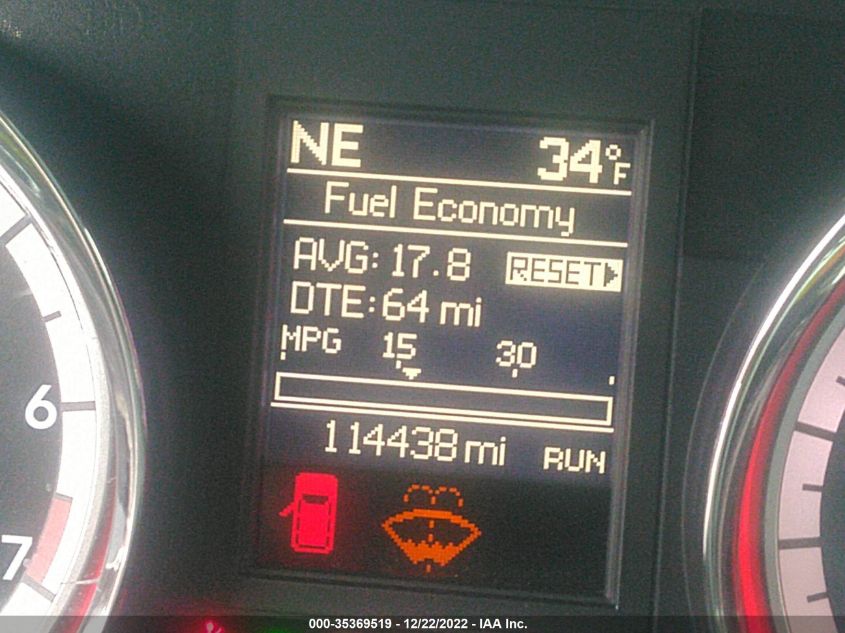 NE 34°F
Fuel Economy
AVG: 17.8 RESET
DTE: 64 mi
MPG 15 30
114438 mi RUN
6
7
000-35369519 - 12/22/2022 - IAA Inc.